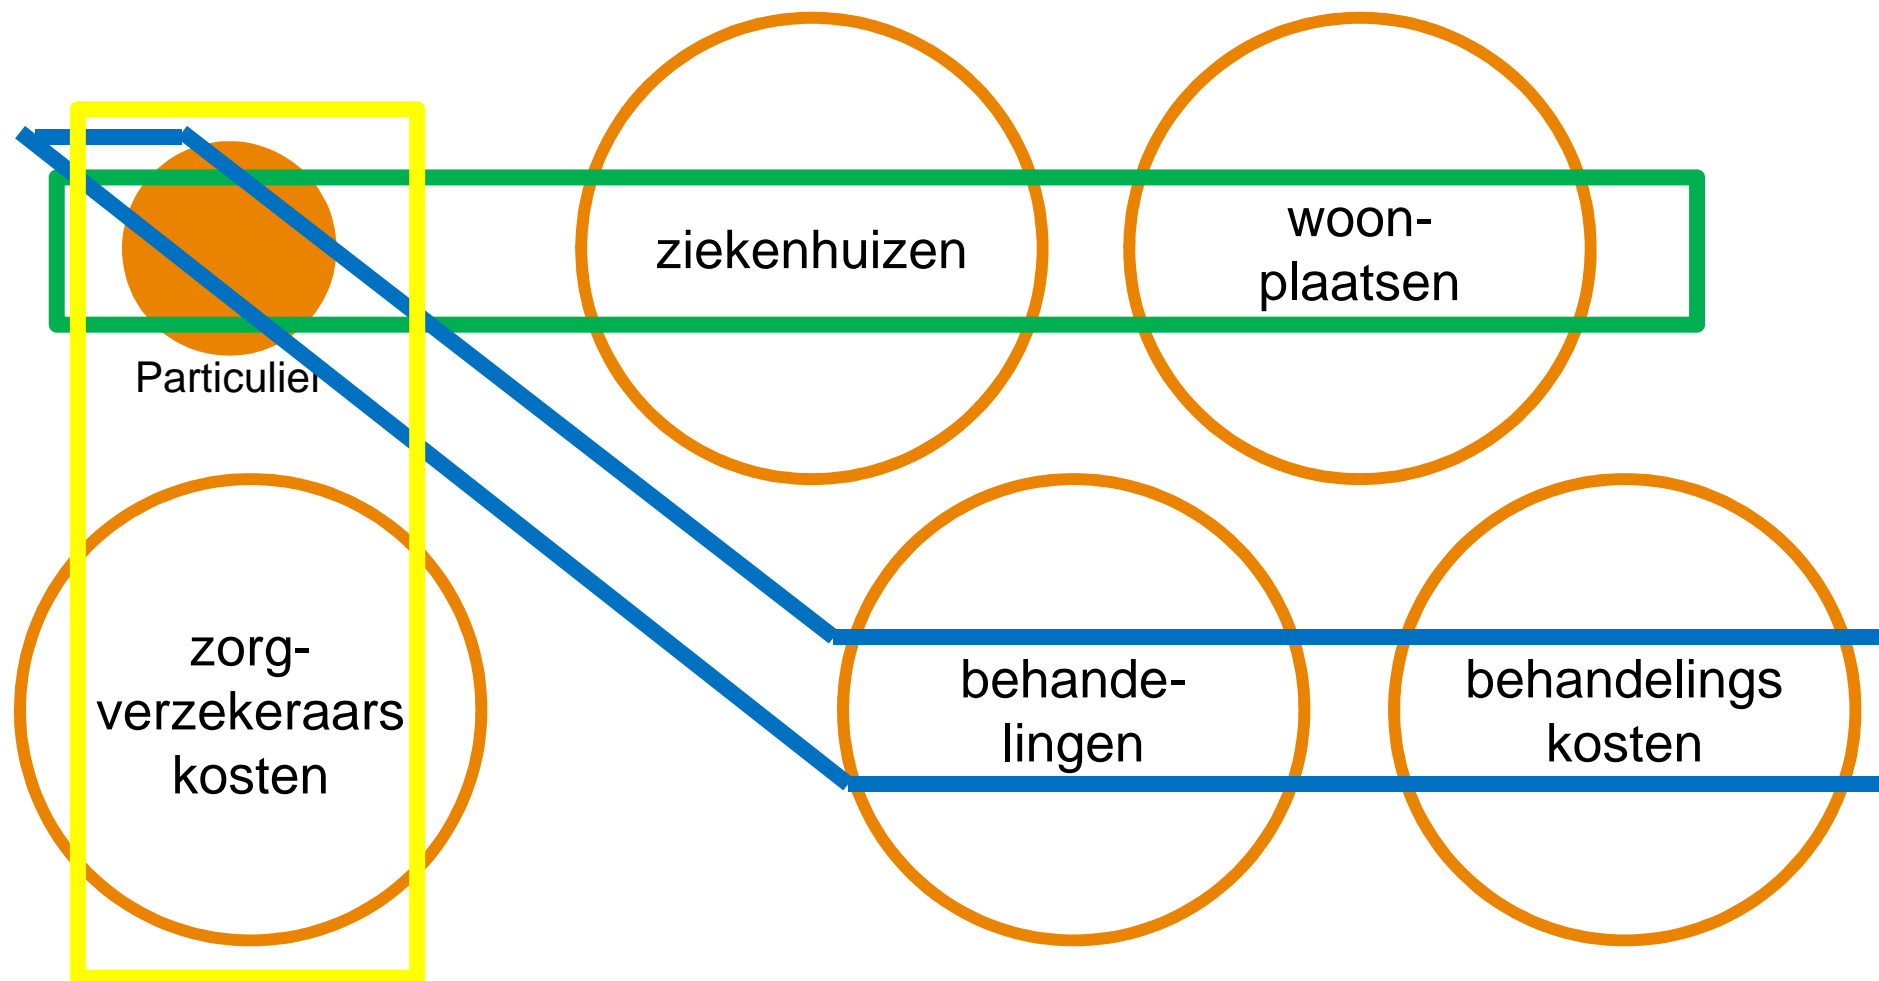 ziekenhuizen
woon-
plaatsen
Particulier
zorg-
verzekeraars
kosten
behande-
lingen
behandelings
kosten